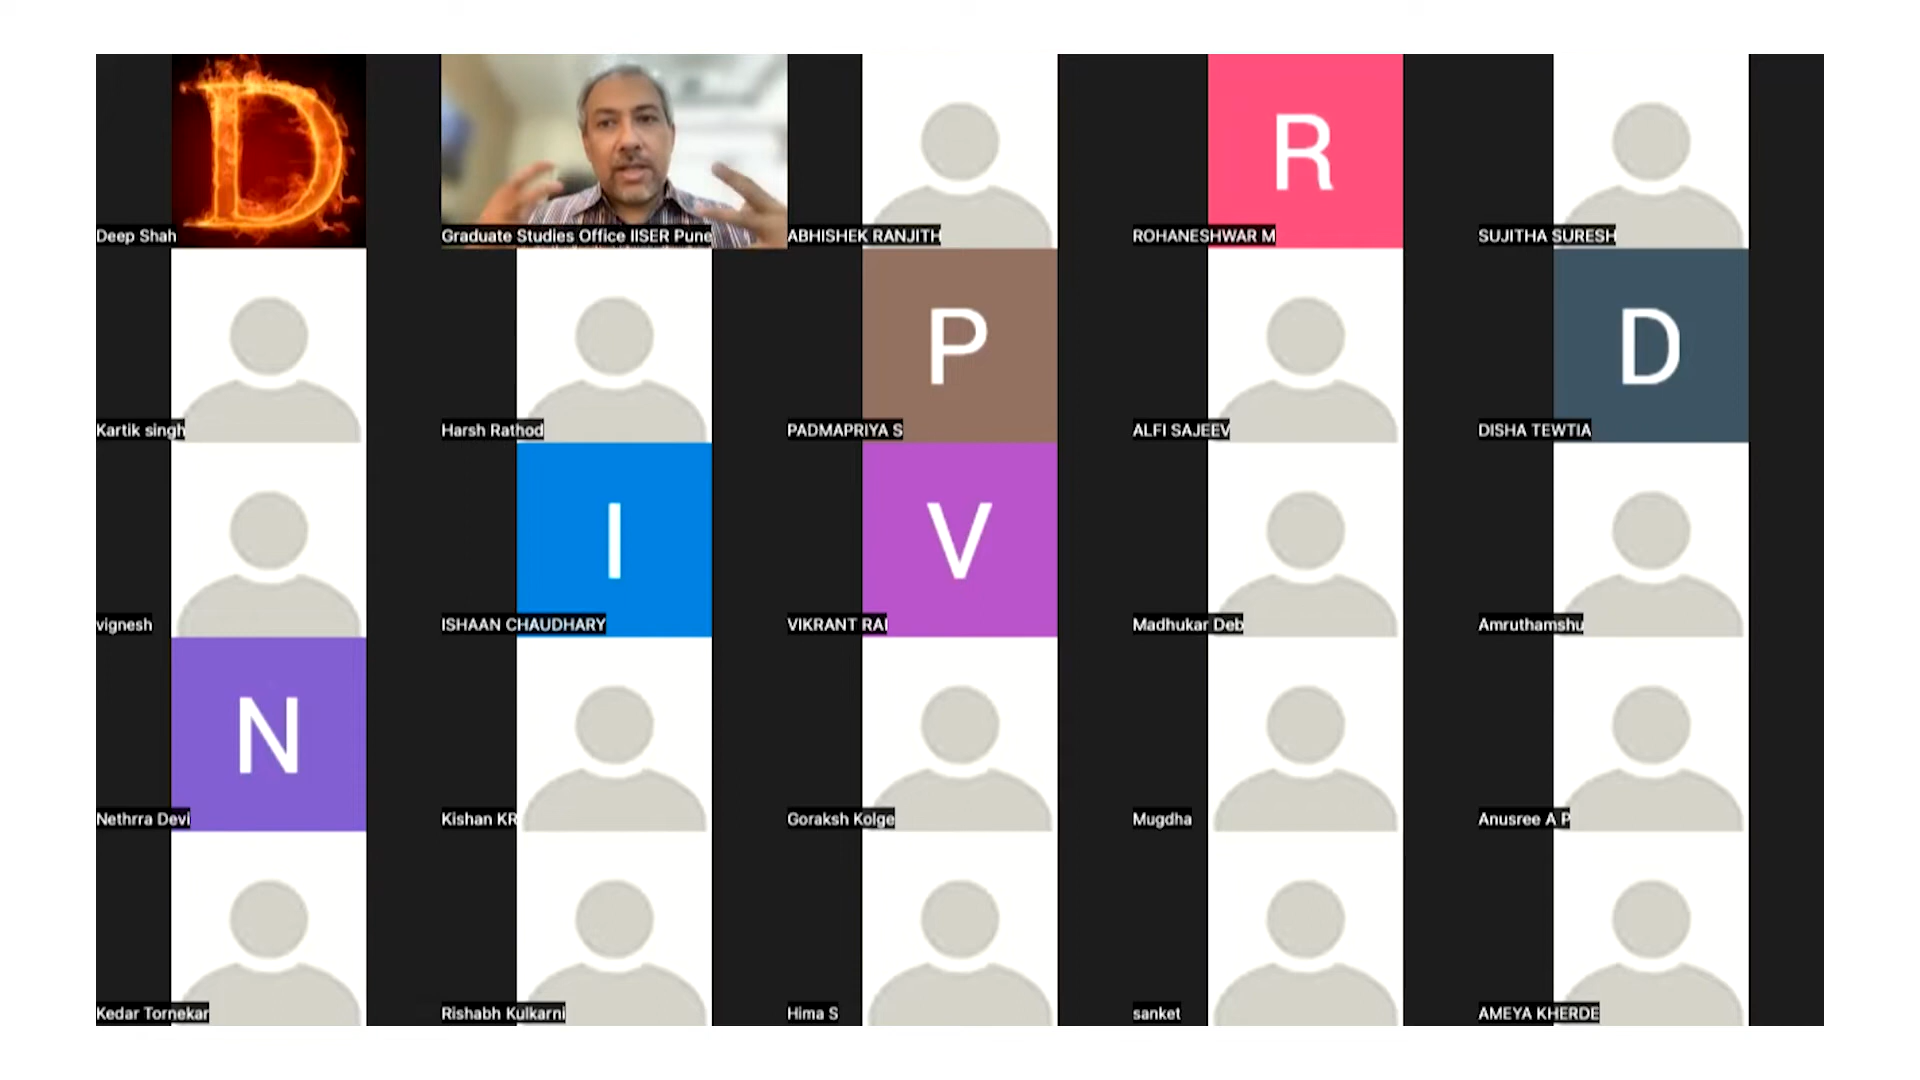 D
Deep Shah
Graduate Studies Office IISER Pune
ABHISHEK RANJITH
R
ROHANESHWAR M
SUJITHA SURESH
Kartik singh
Harsh Rathod
P
PADMAPRIYA S
ALFI SAJEEV
D
DISHA TEWTIA
vignesh
I
ISHAAN CHAUDHARY
V
VIKRANT RAI
Madhukar Deb
Amruthamshu
N
Nethrra Devi
Kishan KR
Goraksh Kolge
Mugdha
Anusree A P
Kedar Tornekar
Rishabh Kulkarni
Hima S
sanket
AMEYA KHERDE